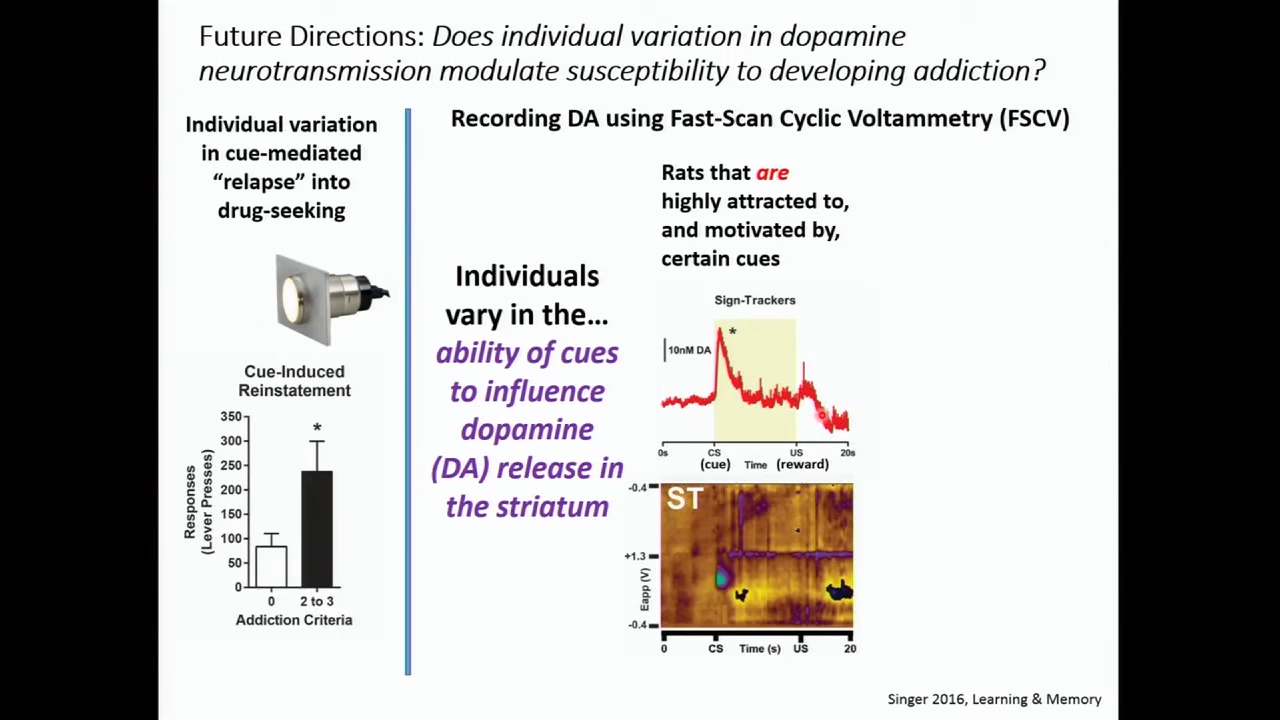 Future Directions: Does individual variation in dopamine
neurotransmission modulate susceptibility to developing addiction?
Individual variation
in cue-mediated
“relapse” into
drug-seeking
Cue-Induced
Reinstatement
Responses
(Lever Presses)
350
300
250
200
150
100
50
0
*
0
2 to 3
Addiction Criteria
Recording DA using Fast-Scan Cyclic Voltammetry (FSCV)
Individuals
vary in the...
ability of cues
to influence
dopamine
(DA) release in
the striatum
Rats that are
highly attracted to,
and motivated by,
certain cues
Sign-Trackers
*
10nM DA
0s CS US 20s
(cue) Time (reward)
ST
-0.4
+1.3
-0.4
Eapp (V)
0 CS Time (s) US 20
Singer 2016, Learning & Memory